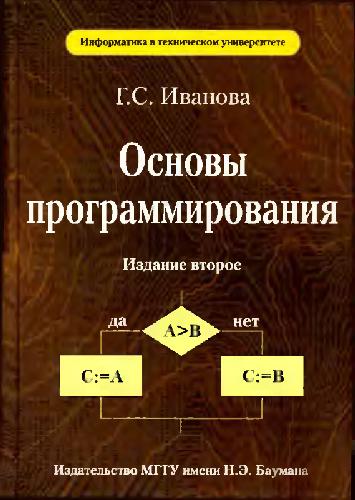 Информатика в техническом университете
Г.С. Иванова
Основы
программирования
Издание второе
да
A>B
нет
C:=A
C:=B
Издательство МГТУ имени Н.Э. Баумана